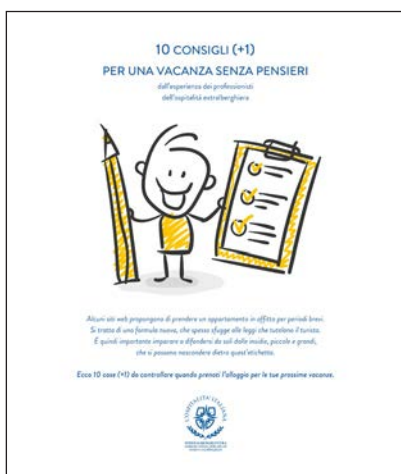 10 CONSIGLI (+1)
PER UNA VACANZA SENZA PENSIERI
dall'esperienza dei professionisti
dell'ospitalità extralberghiera
Alcuni siti web propongono di prendere un appartamento in affitto per periodi brevi.
Si tratta di una formula nuova, che spesso sfugge alle leggi che tutelano il turista.
È quindi importante imparare a difendersi da soli dalle insidie, piccole e grandi,
che si possono nascondere dietro quest'etichetta.
Ecco 10 cose (+1) da controllare quando prenoti l'alloggio per le tue prossime vacanze.
L'OSPITALITÀ ITALIANA